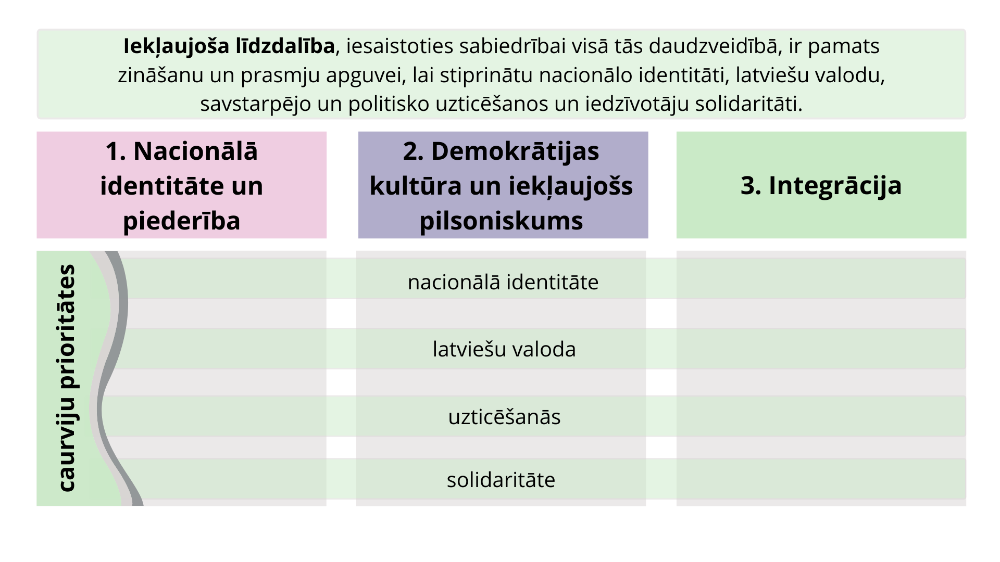 Iekļaujoša līdzdalība, iesaistoties sabiedrībai visā tās daudzveidībā, ir pamats
zināšanu un prasmju apguvei, lai stiprinātu nacionālo identitāti, latviešu valodu,
savstarpējo un politisko uzticēšanos un iedzīvotāju solidaritāti.
1. Nacionālā
identitāte un
piederība
2. Demokrātijas
kultūra un iekļaujošs
pilsoniskums
3. Integrācija
caurviju prioritātes
nacionālā identitāte
latviešu valoda
uzticēšanās
solidaritāte